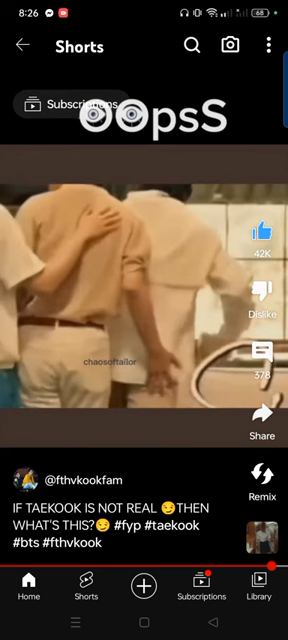 8:26
68
Shorts
Subscriptions
OOpsS
42K
Dislike
chaosoftailor
378
Share
@fthvkookfam
Remix
IF TAEKOOK IS NOT REAL 😏THEN
WHAT'S THIS?😏 #fyp #taekook
#bts #fthvkook
Home
Shorts
Subscriptions
Library